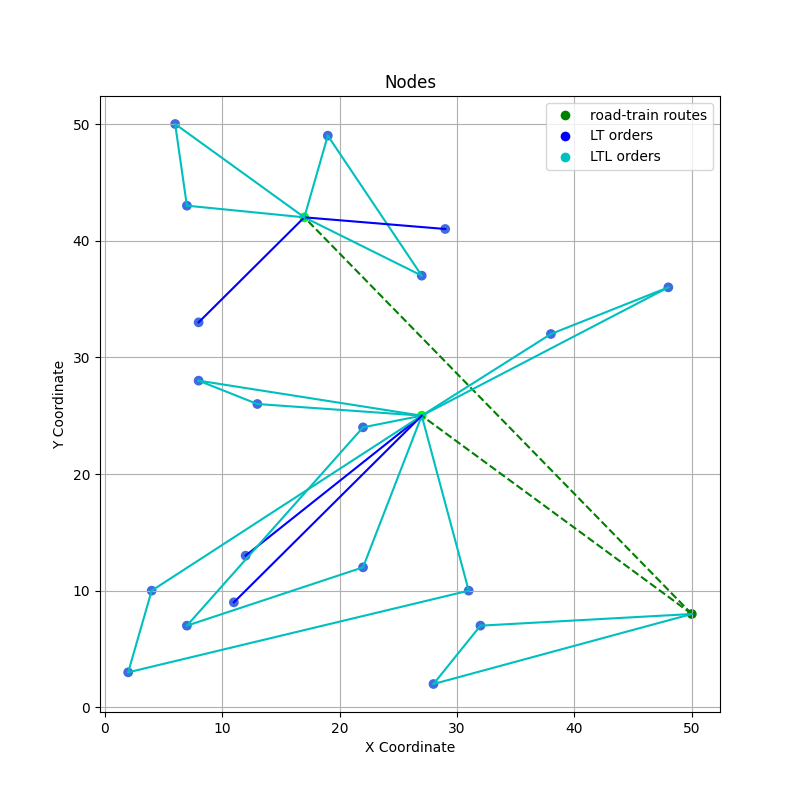 Nodes
road-train routes
LT orders
LTL orders
50
40
30
20
10
0
Y Coordinate
0 10 20 30 40 50
X Coordinate